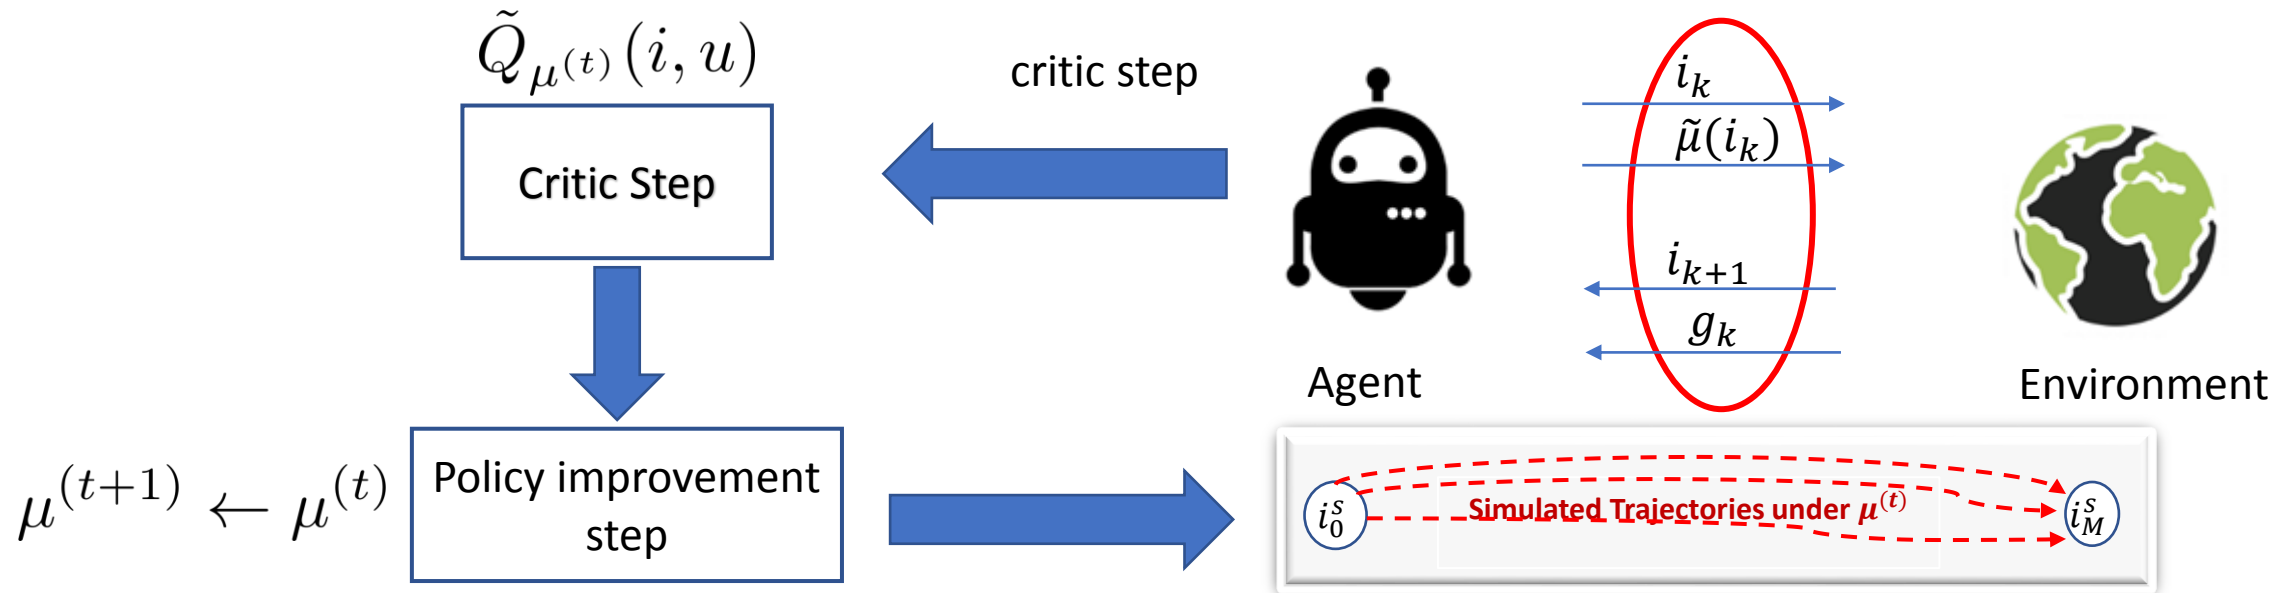 Q̃_{μ^{(t)}}(i, u)
critic step
Critic Step
i_k
μ̃(i_k)
i_{k+1}
g_k
Agent
Environment
μ^{(t+1)} ← μ^{(t)}
Policy improvement
step
i_0^s
Simulated Trajectories under μ^{(t)}
i_M^s